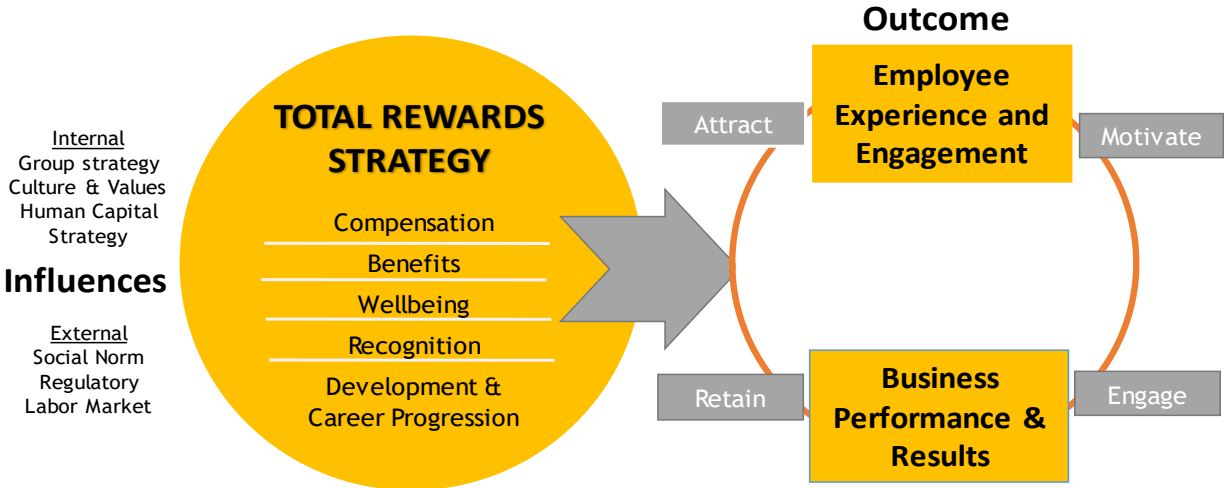 Internal
Group strategy
Culture & Values
Human Capital
Strategy
Influences
External
Social Norm
Regulatory
Labor Market
TOTAL REWARDS
STRATEGY
Compensation
Benefits
Wellbeing
Recognition
Development &
Career Progression
Outcome
Employee
Experience and
Engagement
Attract
Motivate
Retain
Engage
Business
Performance &
Results